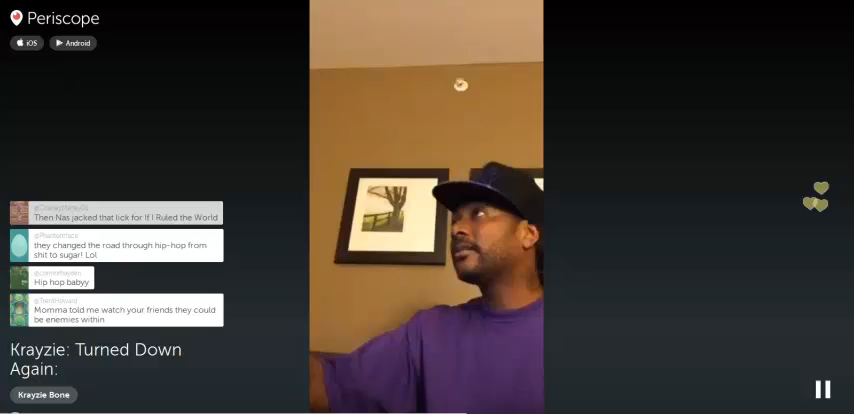 Periscope
iOS
Android
Then Nas jacked that lick for If I Ruled the World
they changed the road through hip-hop from
shit to sugar! Lol
@connorhayden
Hip hop babyy
@TrentHoward
Momma told me watch your friends they could
be enemies within
Krayzie: Turned Down
Again:
Krayzie Bone